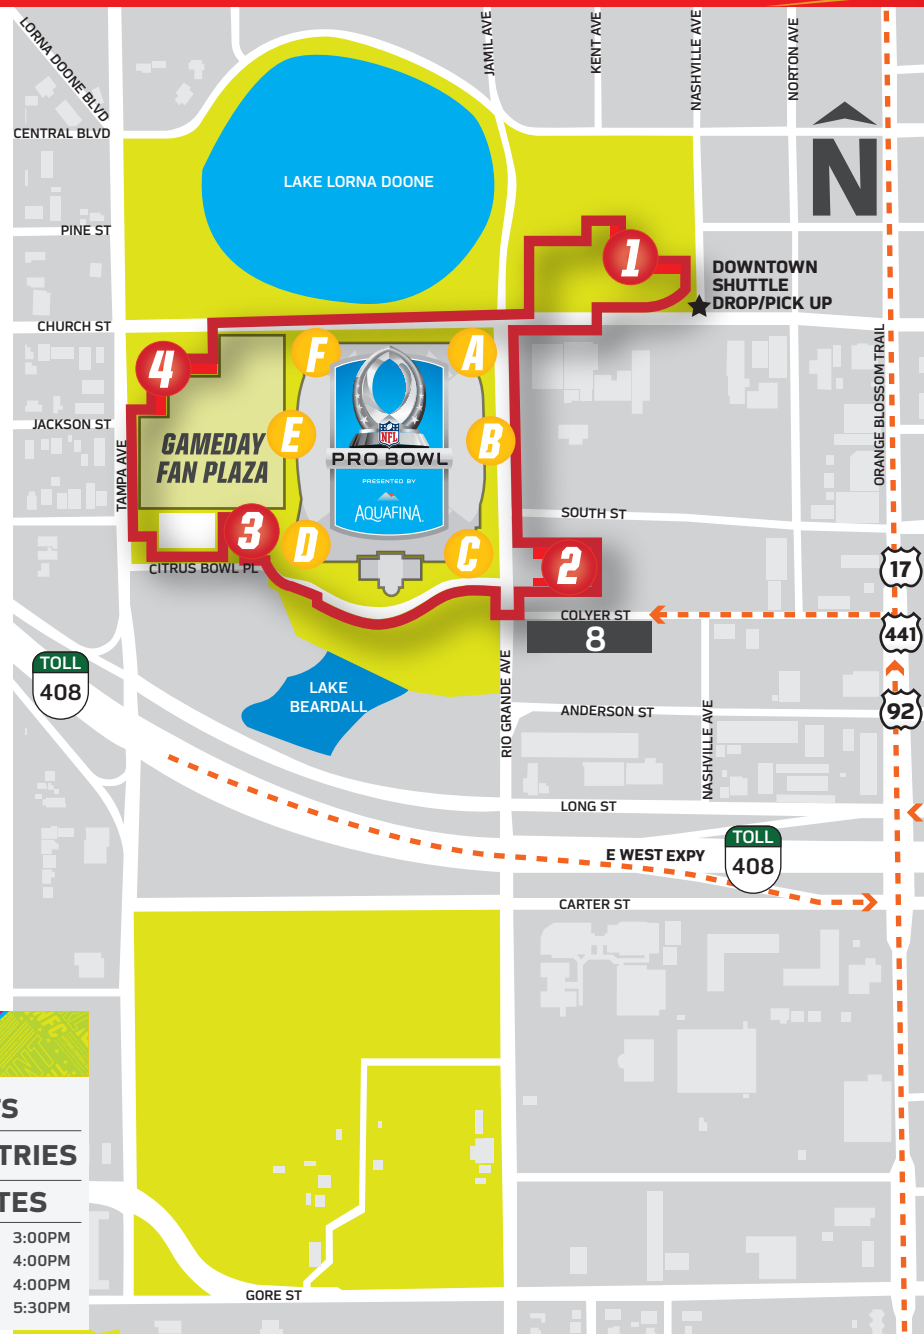 LORNA DOONE BLVD
JAMIL AVE
KENT AVE
NASHVILLE AVE
NORTON AVE
CENTRAL BLVD
N
LAKE LORNA DOONE
PINE ST
1
DOWNTOWN
SHUTTLE
DROP/PICK UP
CHURCH ST
ORANGE BLOSSOM TRAIL
4
F
A
JACKSON ST
TAMPA AVE
GAMEDAY
FAN PLAZA
E
NFL
PRO BOWL
PRESENTED BY
AQUAFINA
B
SOUTH ST
3
D
C
2
CITRUS BOWL PL
17
COLYER ST
8
441
TOLL
408
LAKE
BEARDALL
RIO GRANDE AVE
ANDERSON ST
NASHVILLE AVE
92
LONG ST
E WEST EXPY
TOLL
408
CARTER ST
TS
TRIES
TES
3:00PM
4:00PM
4:00PM
5:30PM
GORE ST